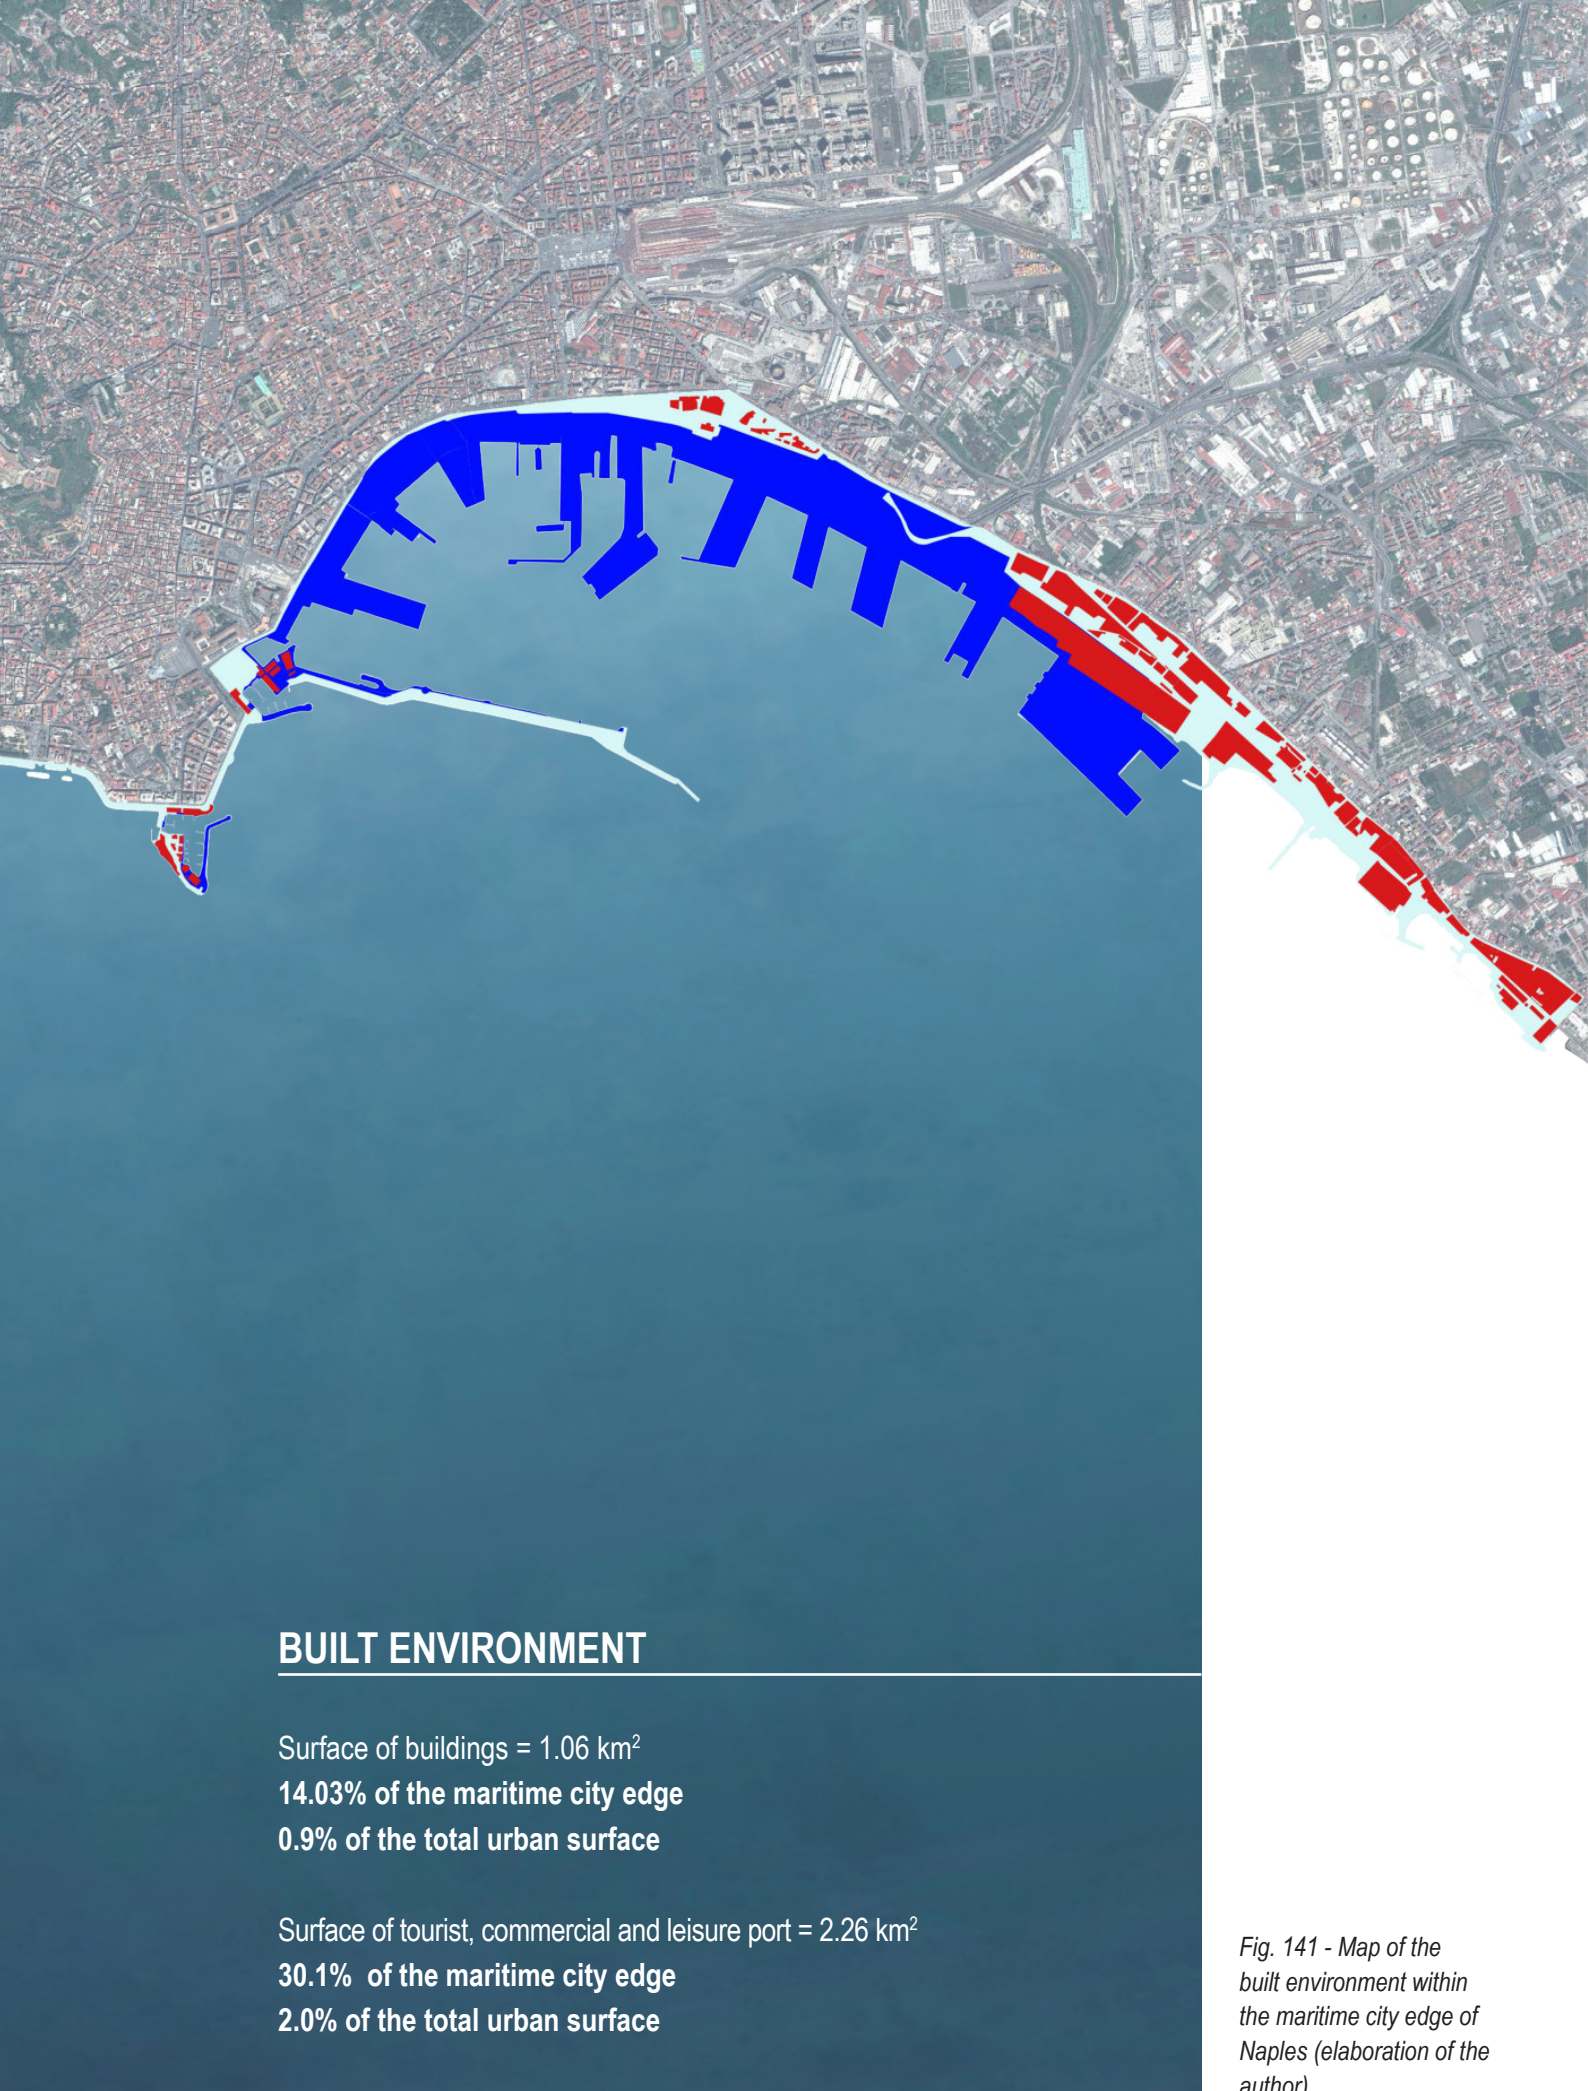 BUILT ENVIRONMENT
Surface of buildings = 1.06 km²
14.03% of the maritime city edge
0.9% of the total urban surface
Surface of tourist, commercial and leisure port = 2.26 km²
30.1% of the maritime city edge
2.0% of the total urban surface
Fig. 141 - Map of the
built environment within
the maritime city edge of
Naples (elaboration of the
author)